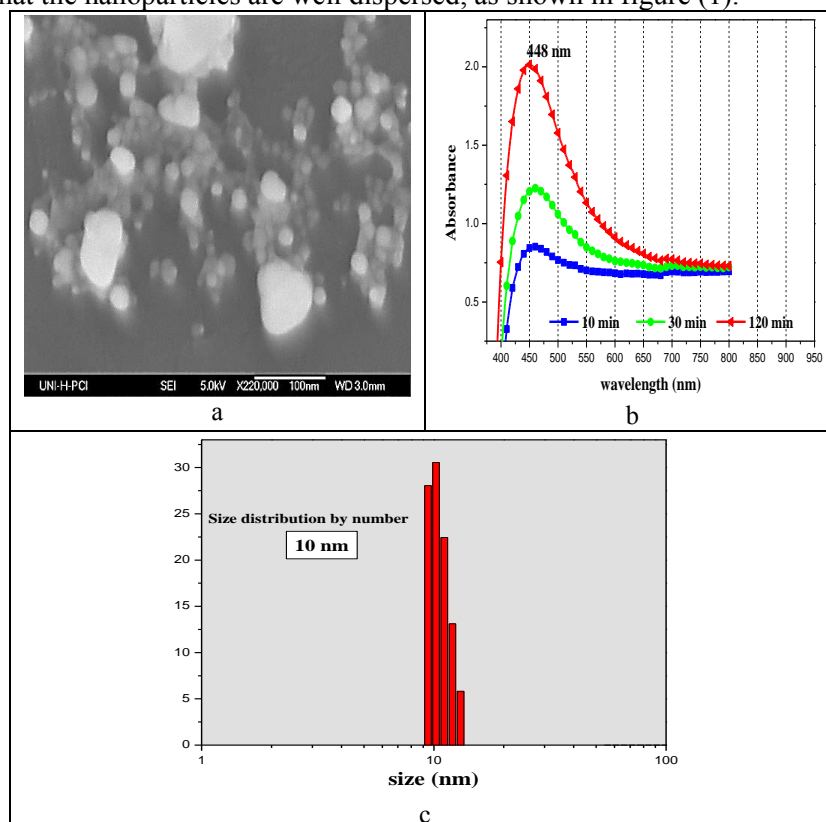 hat the nanoparticles are well dispersed, as shown in figure (1).
UNI-H-PCI SEI 5.0kV X220,000 100nm WD 3.0mm
a
448 nm
2.0
1.5
1.0
0.5
Absorbance
10 min 30 min 120 min
400 450 500 550 600 650 700 750 800 850 900 950
wavelength (nm)
b
30
25
20
15
10
5
0
Size distribution by number
10 nm
1 10 100
size (nm)
c